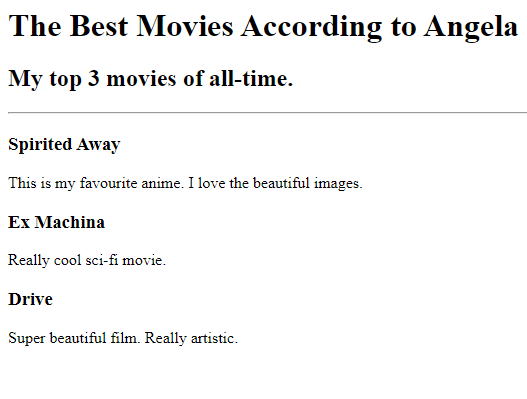 The Best Movies According to Angela
My top 3 movies of all-time.
Spirited Away
This is my favourite anime. I love the beautiful images.
Ex Machina
Really cool sci-fi movie.
Drive
Super beautiful film. Really artistic.